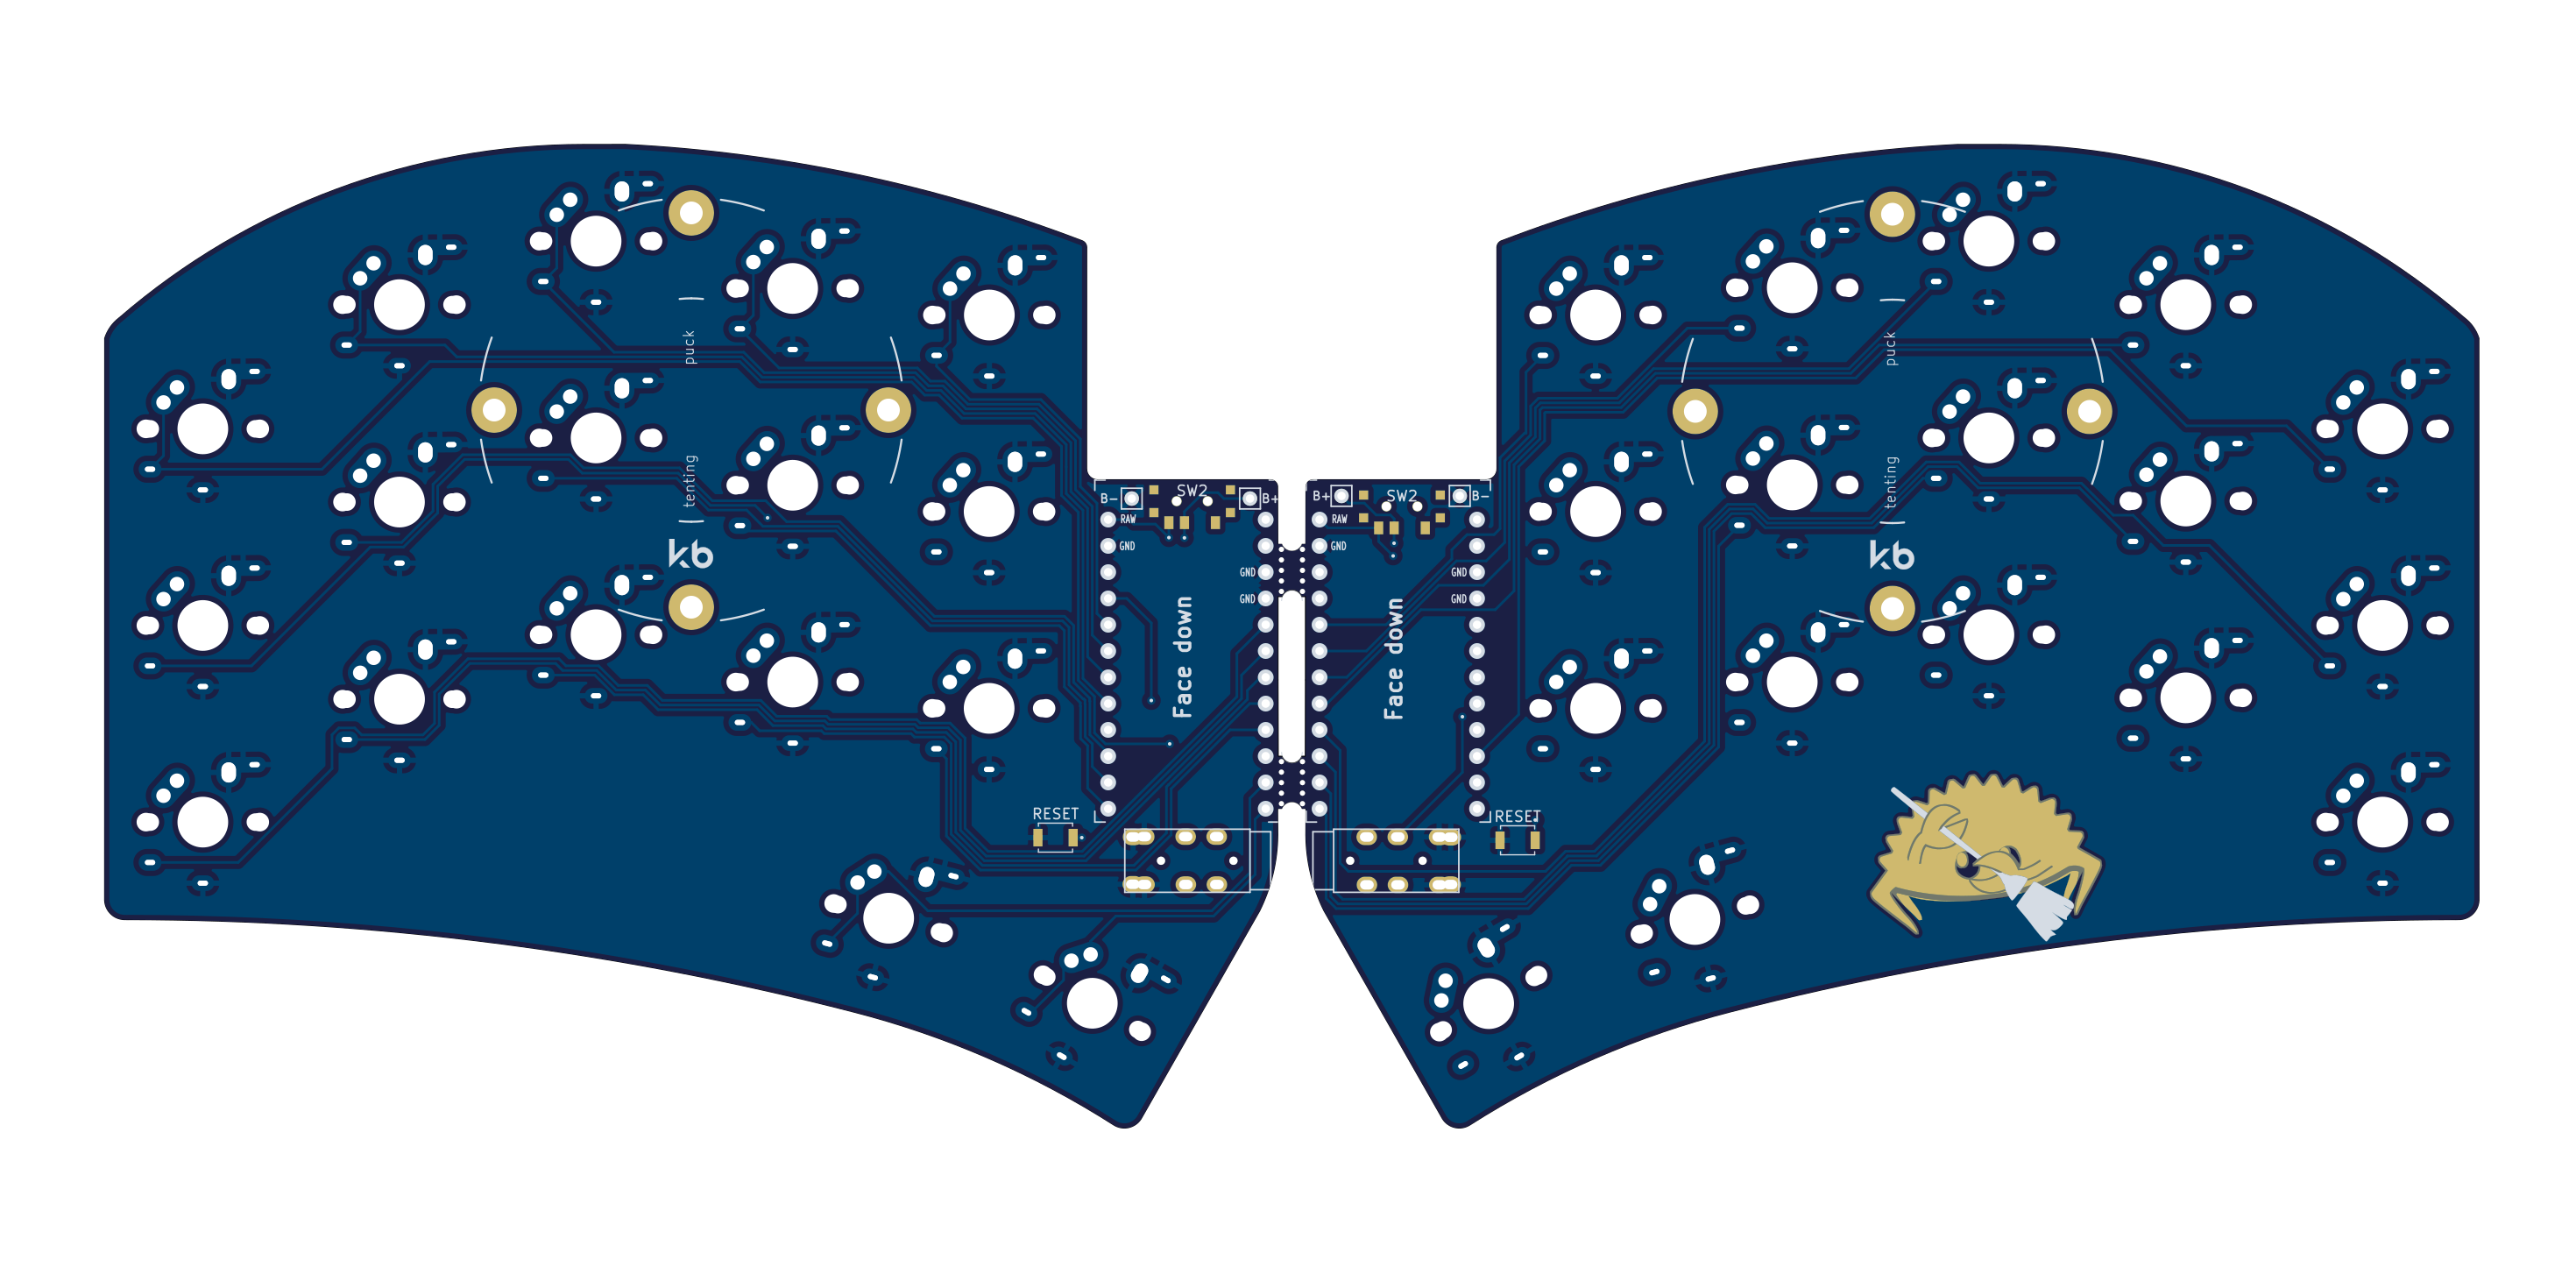 puck
tenting
kb
B-
SW2
B+
RAW
GND
GND
GND
Face down
RESET
B+
SW2
B-
RAW
GND
GND
GND
Face down
RESET
puck
tenting
kb